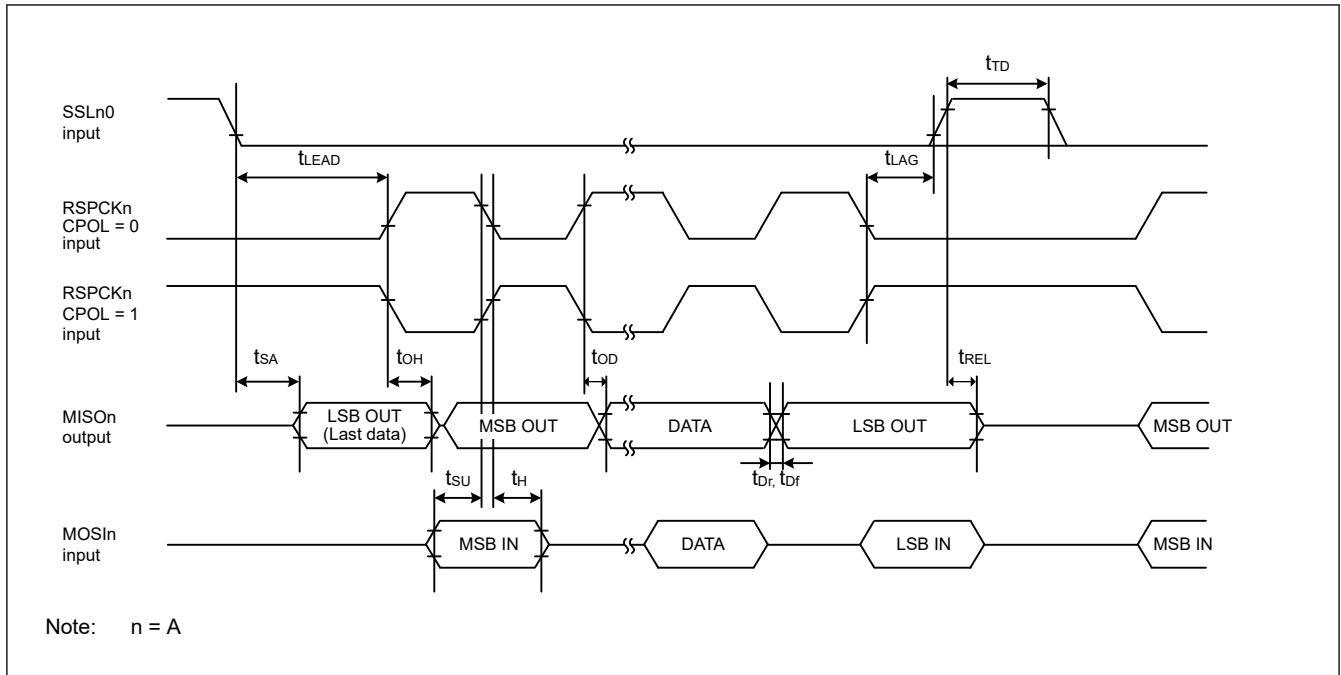 tTD
SSLn0
input
tLEAD
tLAG
RSPCKn
CPOL = 0
input
RSPCKn
CPOL = 1
input
tSA
tOH
tOD
tREL
MISOn
output
LSB OUT
(Last data)
MSB OUT
DATA
LSB OUT
MSB OUT
tSU
tH
tDr, tDf
MOSIn
input
MSB IN
DATA
LSB IN
MSB IN
Note: n = A